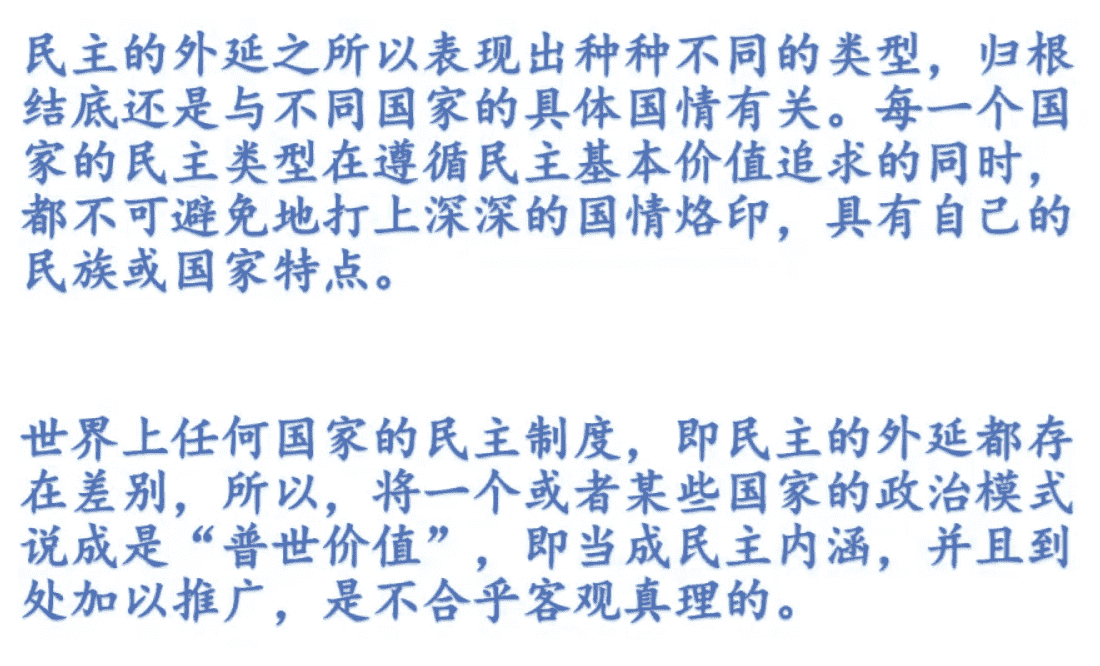 民主的外延之所以表现出种种不同的类型，归根
结底还是与不同国家的具体国情有关。每一个国
家的民主类型在遵循民主基本价值追求的同时，
都不可避免地打上深深的国情烙印，具有自己的
民族或国家特点。
世界上任何国家的民主制度，即民主的外延都存
在差别，所以，将一个或者某些国家的政治模式
说成是“普世价值”，即当成民主内涵，并且到
处加以推广，是不合乎客观真理的。